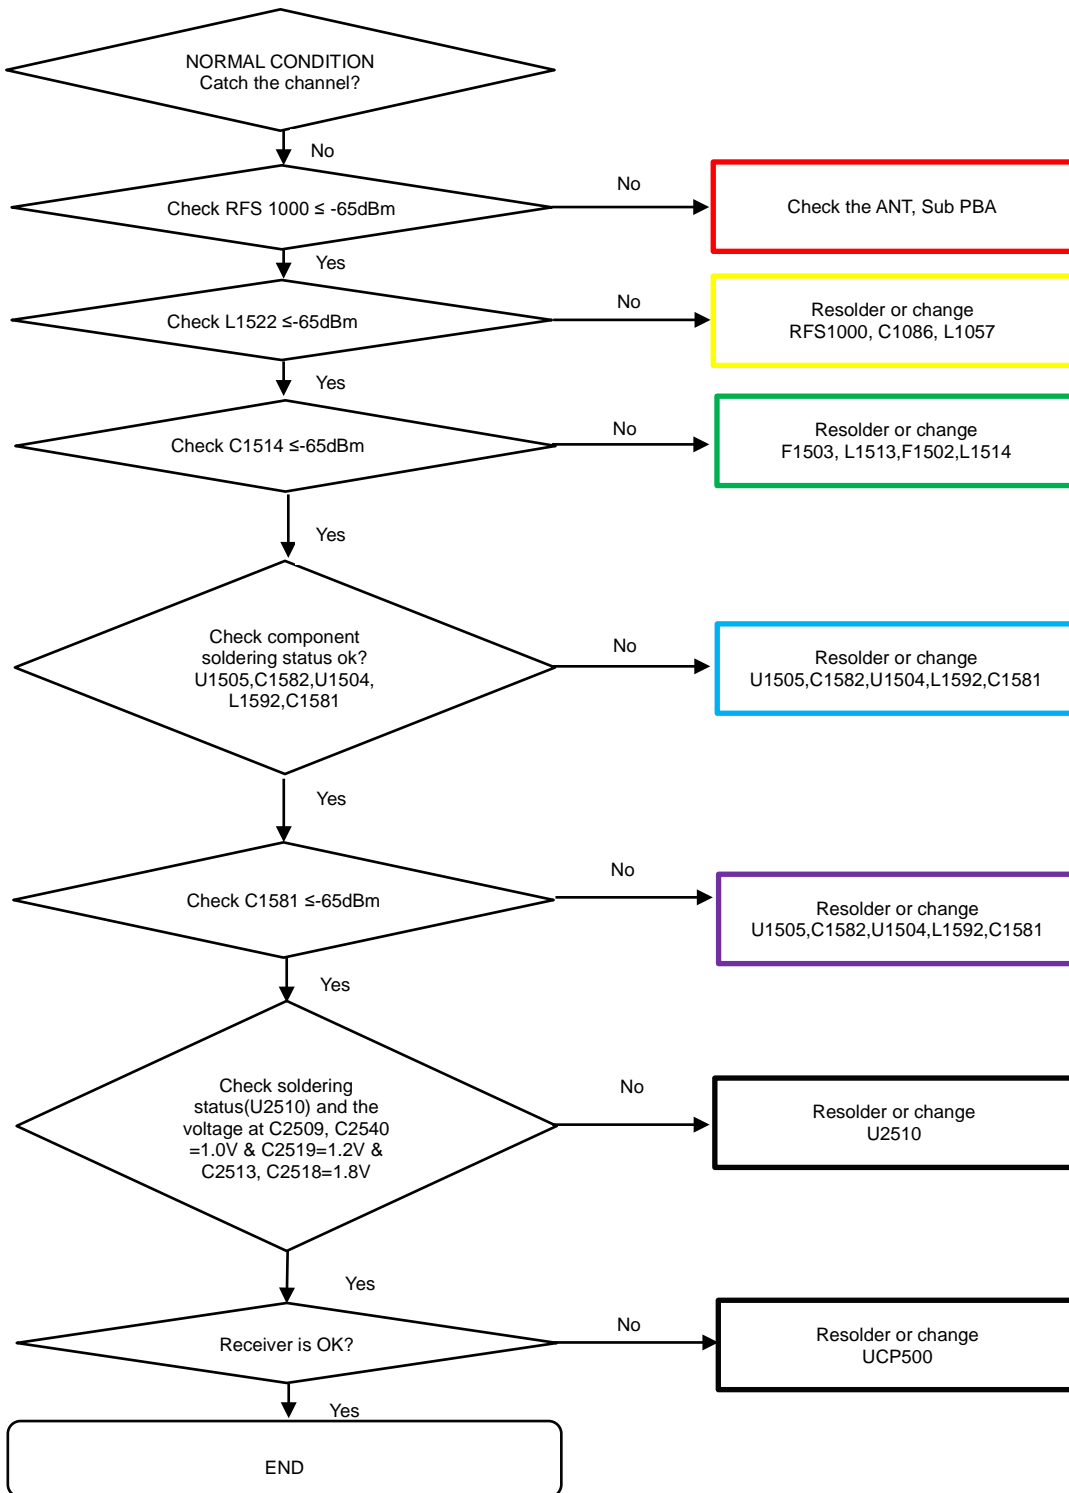 NORMAL CONDITION
Catch the channel?
No
Check RFS 1000 ≤ -65dBm
No
Check the ANT, Sub PBA
Yes
Check L1522 ≤-65dBm
No
Resolder or change
RFS1000, C1086, L1057
Yes
Check C1514 ≤-65dBm
No
Resolder or change
F1503, L1513,F1502,L1514
Yes
Check component
soldering status ok?
U1505,C1582,U1504,
L1592,C1581
No
Resolder or change
U1505,C1582,U1504,L1592,C1581
Yes
Check C1581 ≤-65dBm
No
Resolder or change
U1505,C1582,U1504,L1592,C1581
Yes
Check soldering
status(U2510) and the
voltage at C2509, C2540
=1.0V & C2519=1.2V &
C2513, C2518=1.8V
No
Resolder or change
U2510
Yes
Receiver is OK?
No
Resolder or change
UCP500
Yes
END